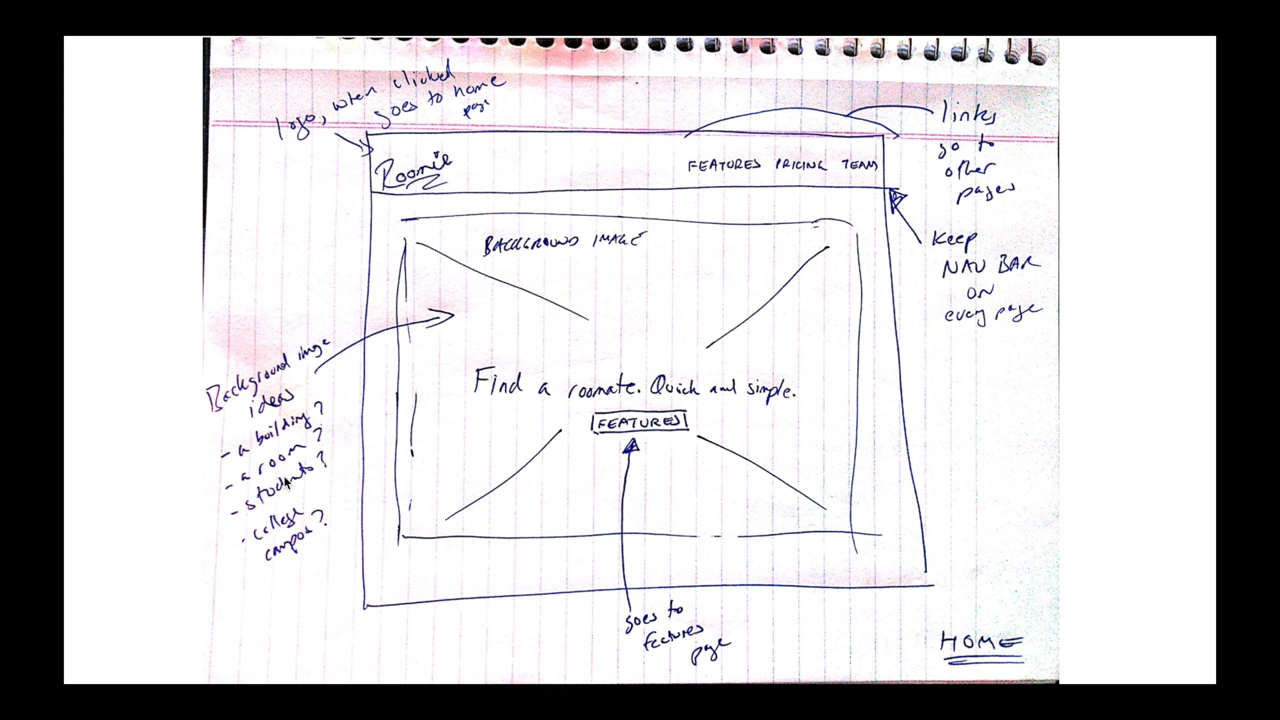 logo, when clicked
goes to home
page
Roomie
FEATURES PRICING TEAM
links
go to
other
pages
Keep
NAV BAR
ON
every page
BACKGROUND IMAGE
Background image
ideas
- a building?
- a room?
- students?
- college
campus?
Find a roomate. Quick and simple.
FEATURES
goes to
features
page
HOME